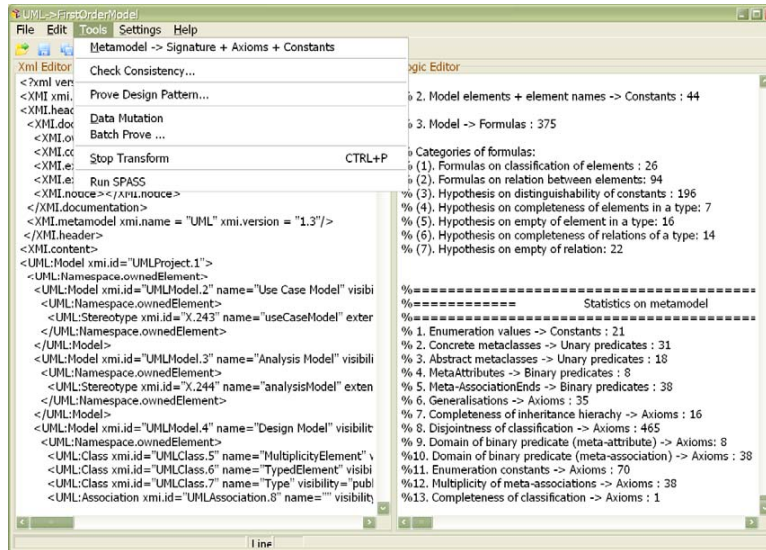 UML->FirstOrderModel
File Edit Tools Settings Help
Metamodel -> Signature + Axioms + Constants
Check Consistency...
Prove Design Pattern...
Data Mutation
Batch Prove ...
Stop Transform CTRL+P
Run SPASS
Xml Editor
<?xml vers
<XMI xmi.
<XMI.head
<XMI.doc
<XMI.ow
<XMI.co
<XMI.ex
<XMI.ex
<XMI.notice></XMI.notice>
</XMI.documentation>
<XMI.metamodel xmi.name = "UML" xmi.version = "1.3"/>
</XMI.header>
<XMI.content>
<UML:Model xmi.id="UMLProject.1">
<UML:Namespace.ownedElement>
<UML:Model xmi.id="UMLModel.2" name="Use Case Model" visibi
<UML:Namespace.ownedElement>
<UML:Stereotype xmi.id="X.243" name="useCaseModel" exten
</UML:Namespace.ownedElement>
</UML:Model>
<UML:Model xmi.id="UMLModel.3" name="Analysis Model" visibili
<UML:Namespace.ownedElement>
<UML:Stereotype xmi.id="X.244" name="analysisModel" exten
</UML:Namespace.ownedElement>
</UML:Model>
<UML:Model xmi.id="UMLModel.4" name="Design Model" visibilit
<UML:Namespace.ownedElement>
<UML:Class xmi.id="UMLClass.5" name="MultiplicityElement" v
<UML:Class xmi.id="UMLClass.6" name="TypedElement" visibi
<UML:Class xmi.id="UMLClass.7" name="Type" visibility="publ
<UML:Association xmi.id="UMLAssociation.8" name="" visibility
ogic Editor
% 2. Model elements + element names -> Constants : 44
% 3. Model -> Formulas : 375
% Categories of formulas:
% (1). Formulas on classification of elements : 26
% (2). Formulas on relation between elements: 94
% (3). Hypothesis on distinguishability of constants : 196
% (4). Hypothesis on completeness of elements in a type: 7
% (5). Hypothesis on empty of element in a type: 16
% (6). Hypothesis on completeness of relations of a type: 14
% (7). Hypothesis on empty of relation: 22
%==========================================
%============ Statistics on metamodel
%==========================================
% 1. Enumeration values -> Constants : 21
% 2. Concrete metaclasses -> Unary predicates : 31
% 3. Abstract metaclasses -> Unary predicates : 18
% 4. MetaAttributes -> Binary predicates : 8
% 5. Meta-AssociationEnds -> Binary predicates : 38
% 6. Generalisations -> Axioms : 35
% 7. Completeness of inheritance hierachy -> Axioms : 16
% 8. Disjointness of classification -> Axioms : 465
% 9. Domain of binary predicate (meta-attribute) -> Axioms: 8
%10. Domain of binary predicate (meta-association) -> Axioms : 38
%11. Enumeration constants -> Axioms : 70
%12. Multiplicity of meta-associations -> Axioms : 38
%13. Completeness of classification -> Axioms : 1
Line